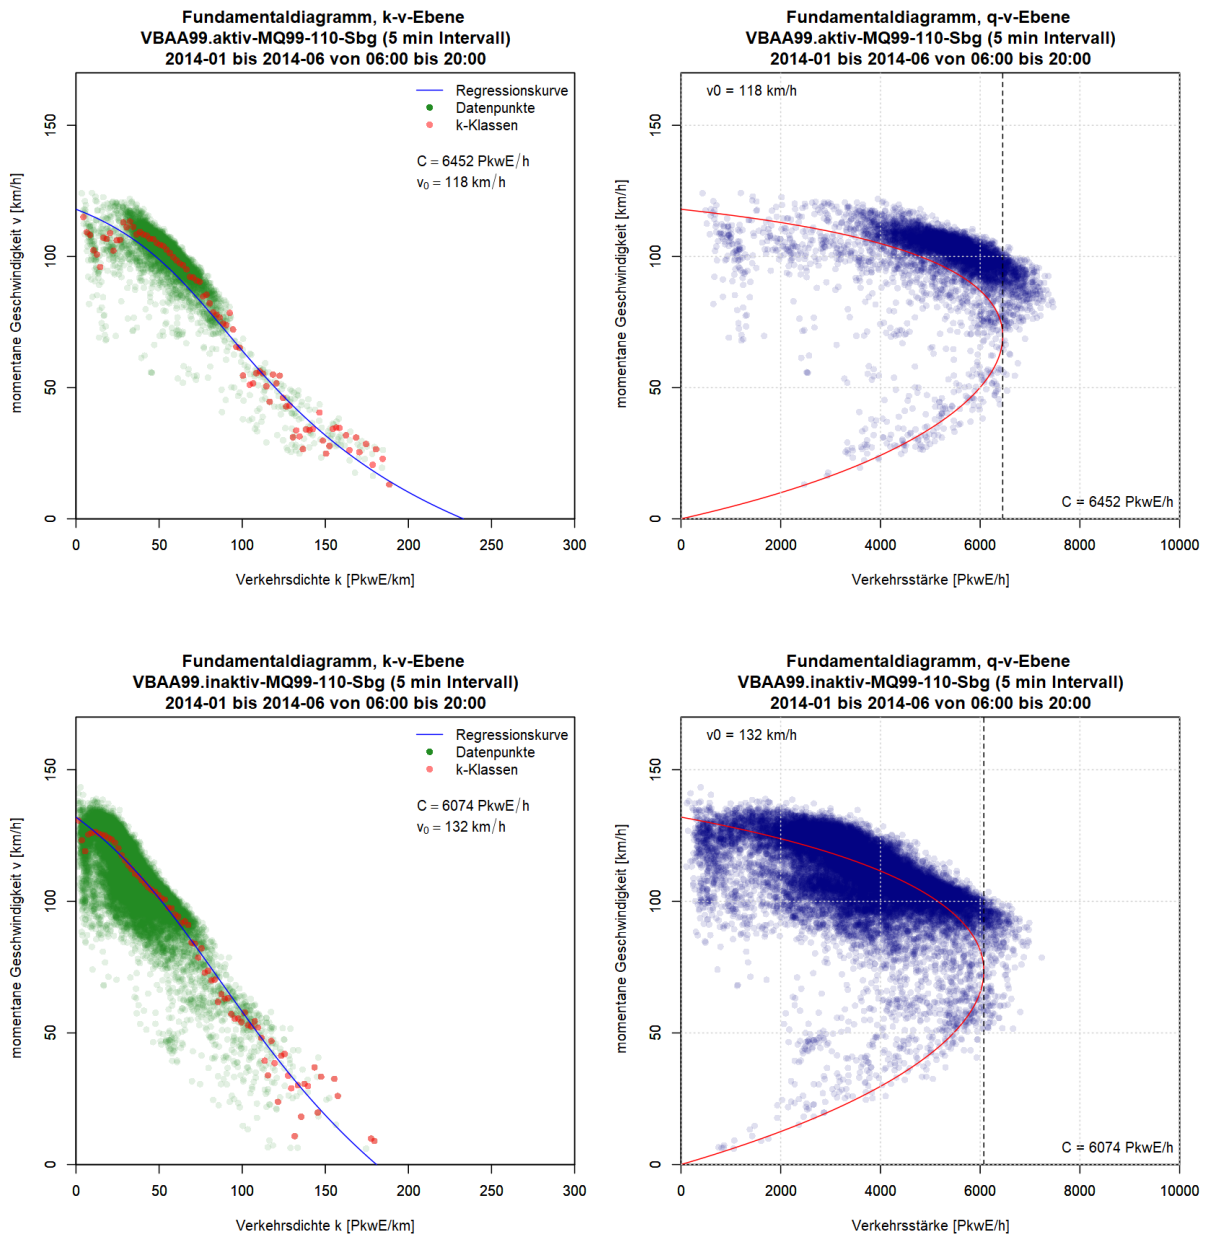 Fundamentaldiagramm, k-v-Ebene
VBAA99.aktiv-MQ99-110-Sbg (5 min Intervall)
2014-01 bis 2014-06 von 06:00 bis 20:00
Regressionskurve
Datenpunkte
k-Klassen
C = 6452 PkwE/h
v0 = 118 km/h
momentane Geschwindigkeit v [km/h]
150
100
50
0
0 50 100 150 200 250 300
Verkehrsdichte k [PkwE/km]
Fundamentaldiagramm, q-v-Ebene
VBAA99.aktiv-MQ99-110-Sbg (5 min Intervall)
2014-01 bis 2014-06 von 06:00 bis 20:00
v0 = 118 km/h
momentane Geschwindigkeit [km/h]
150
100
50
0
C = 6452 PkwE/h
0 2000 4000 6000 8000 10000
Verkehrsstärke [PkwE/h]
Fundamentaldiagramm, k-v-Ebene
VBAA99.inaktiv-MQ99-110-Sbg (5 min Intervall)
2014-01 bis 2014-06 von 06:00 bis 20:00
Regressionskurve
Datenpunkte
k-Klassen
C = 6074 PkwE/h
v0 = 132 km/h
momentane Geschwindigkeit v [km/h]
150
100
50
0
0 50 100 150 200 250 300
Verkehrsdichte k [PkwE/km]
Fundamentaldiagramm, q-v-Ebene
VBAA99.inaktiv-MQ99-110-Sbg (5 min Intervall)
2014-01 bis 2014-06 von 06:00 bis 20:00
v0 = 132 km/h
momentane Geschwindigkeit [km/h]
150
100
50
0
C = 6074 PkwE/h
0 2000 4000 6000 8000 10000
Verkehrsstärke [PkwE/h]